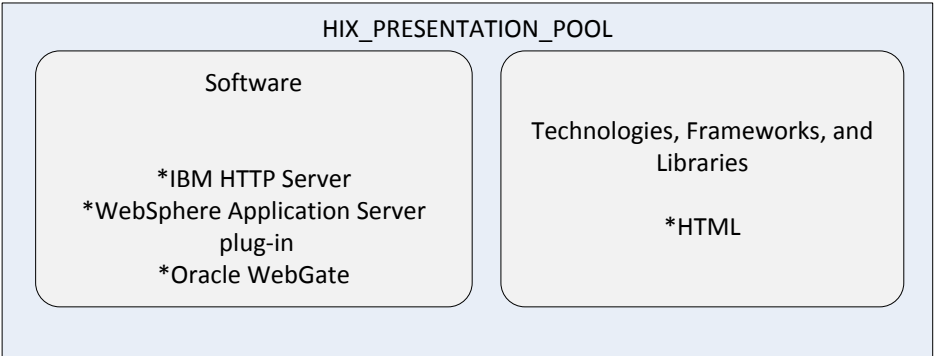 HIX_PRESENTATION_POOL
Software
*IBM HTTP Server
*WebSphere Application Server
plug-in
*Oracle WebGate
Technologies, Frameworks, and
Libraries
*HTML